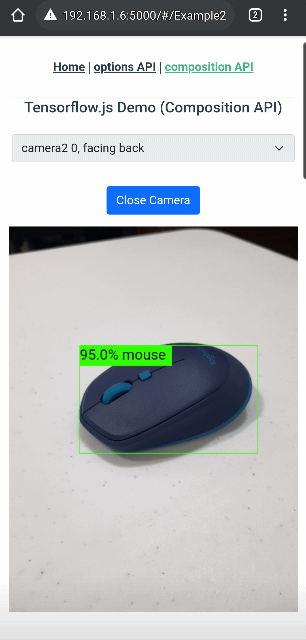 192.168.1.6:5000/#/Example2
2
Home | options API | composition API
Tensorflow.js Demo (Composition API)
camera2 0, facing back
Close Camera
95.0% mouse